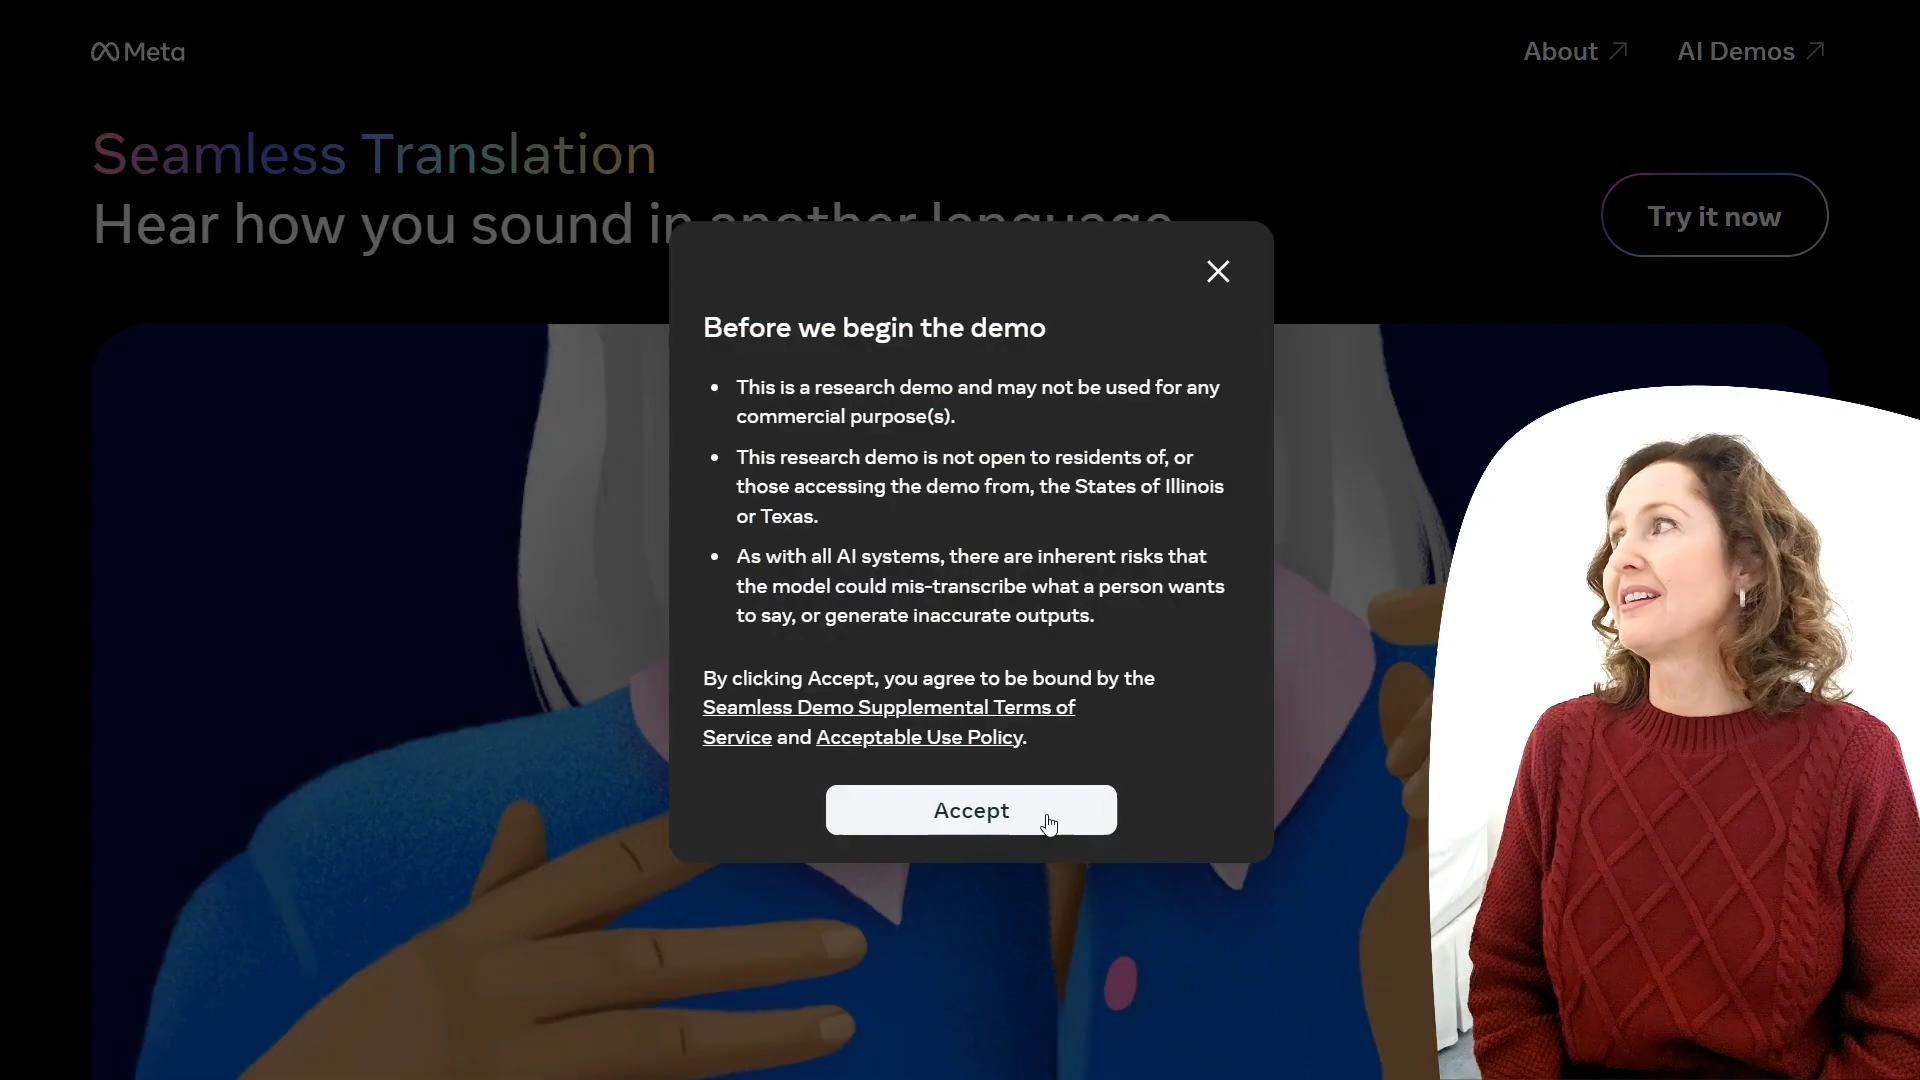 Meta
About
AI Demos
Seamless Translation
Hear how you sound in another language
Try it now
Before we begin the demo
• This is a research demo and may not be used for any
commercial purpose(s).
• This research demo is not open to residents of, or
those accessing the demo from, the States of Illinois
or Texas.
• As with all AI systems, there are inherent risks that
the model could mis-transcribe what a person wants
to say, or generate inaccurate outputs.
By clicking Accept, you agree to be bound by the
Seamless Demo Supplemental Terms of
Service and Acceptable Use Policy.
Accept